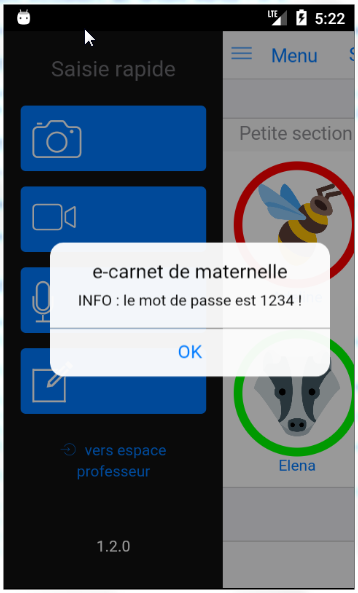 LTE 5:22
Saisie rapide
Menu
Petite section
e-carnet de maternelle
INFO : le mot de passe est 1234 !
OK
Elena
vers espace
professeur
1.2.0